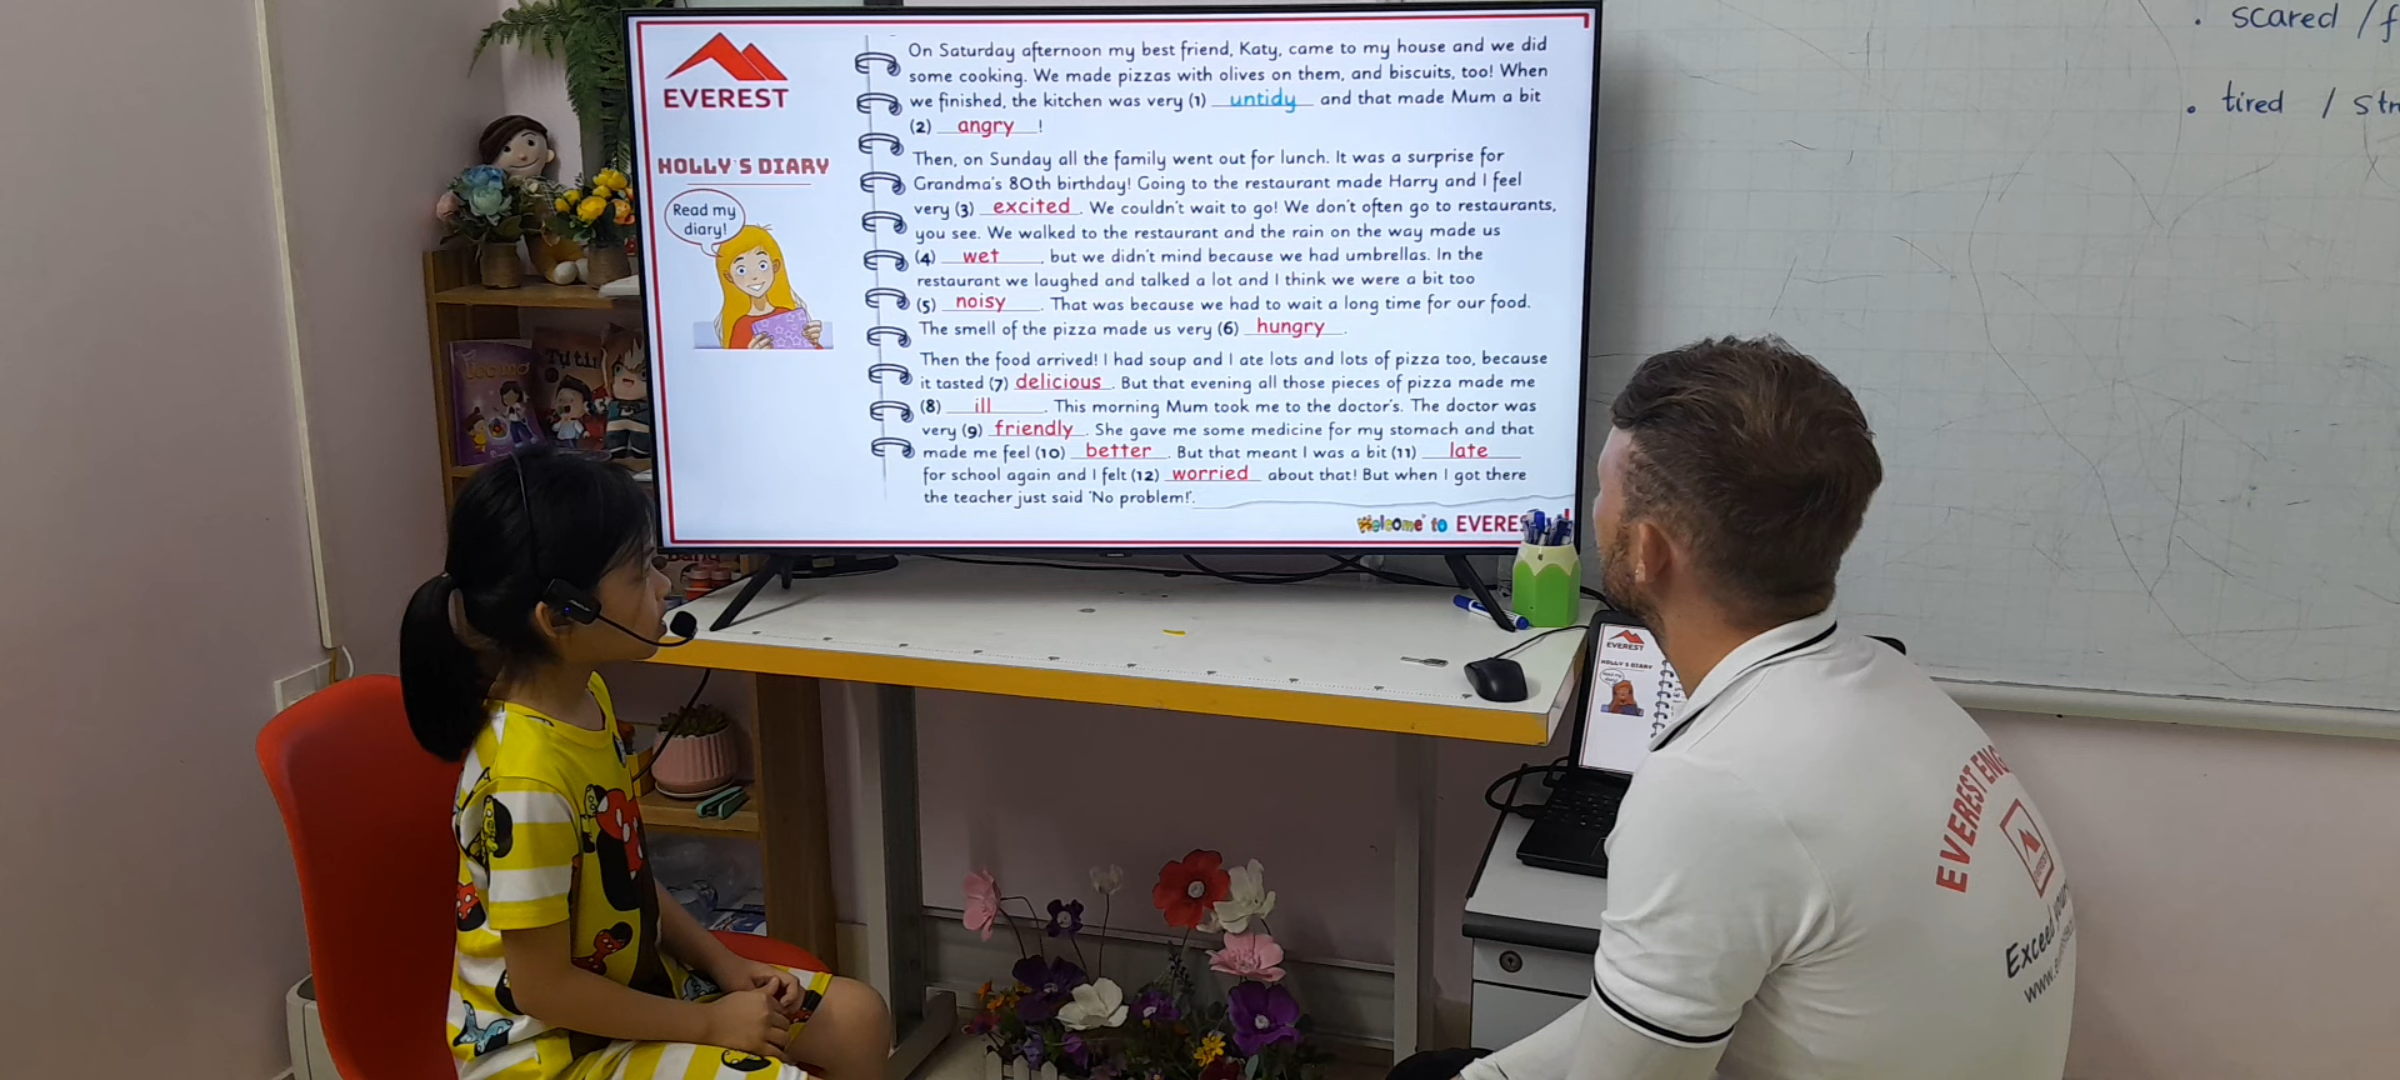 EVEREST
HOLLY'S DIARY
Read my
diary!
On Saturday afternoon my best friend, Katy, came to my house and we did
some cooking. We made pizzas with olives on them, and biscuits, too! When
we finished, the kitchen was very (1) untidy and that made Mum a bit
(2) angry !
Then, on Sunday all the family went out for lunch. It was a surprise for
Grandma's 80th birthday! Going to the restaurant made Harry and I feel
very (3) excited. We couldn't wait to go! We don't often go to restaurants,
you see. We walked to the restaurant and the rain on the way made us
(4) wet, but we didn't mind because we had umbrellas. In the
restaurant we laughed and talked a lot and I think we were a bit too
(5) noisy. That was because we had to wait a long time for our food.
The smell of the pizza made us very (6) hungry.
Then the food arrived! I had soup and I ate lots and lots of pizza too, because
it tasted (7) delicious. But that evening all those pieces of pizza made me
(8) ill. This morning Mum took me to the doctor's. The doctor was
very (9) friendly. She gave me some medicine for my stomach and that
made me feel (10) better. But that meant I was a bit (11) late
for school again and I felt (12) worried about that! But when I got there
the teacher just said 'No problem!'.
Welcome to EVEREST
• scared /
• tired /
EVEREST
HOLLY'S DIARY
EVEREST
Exceed